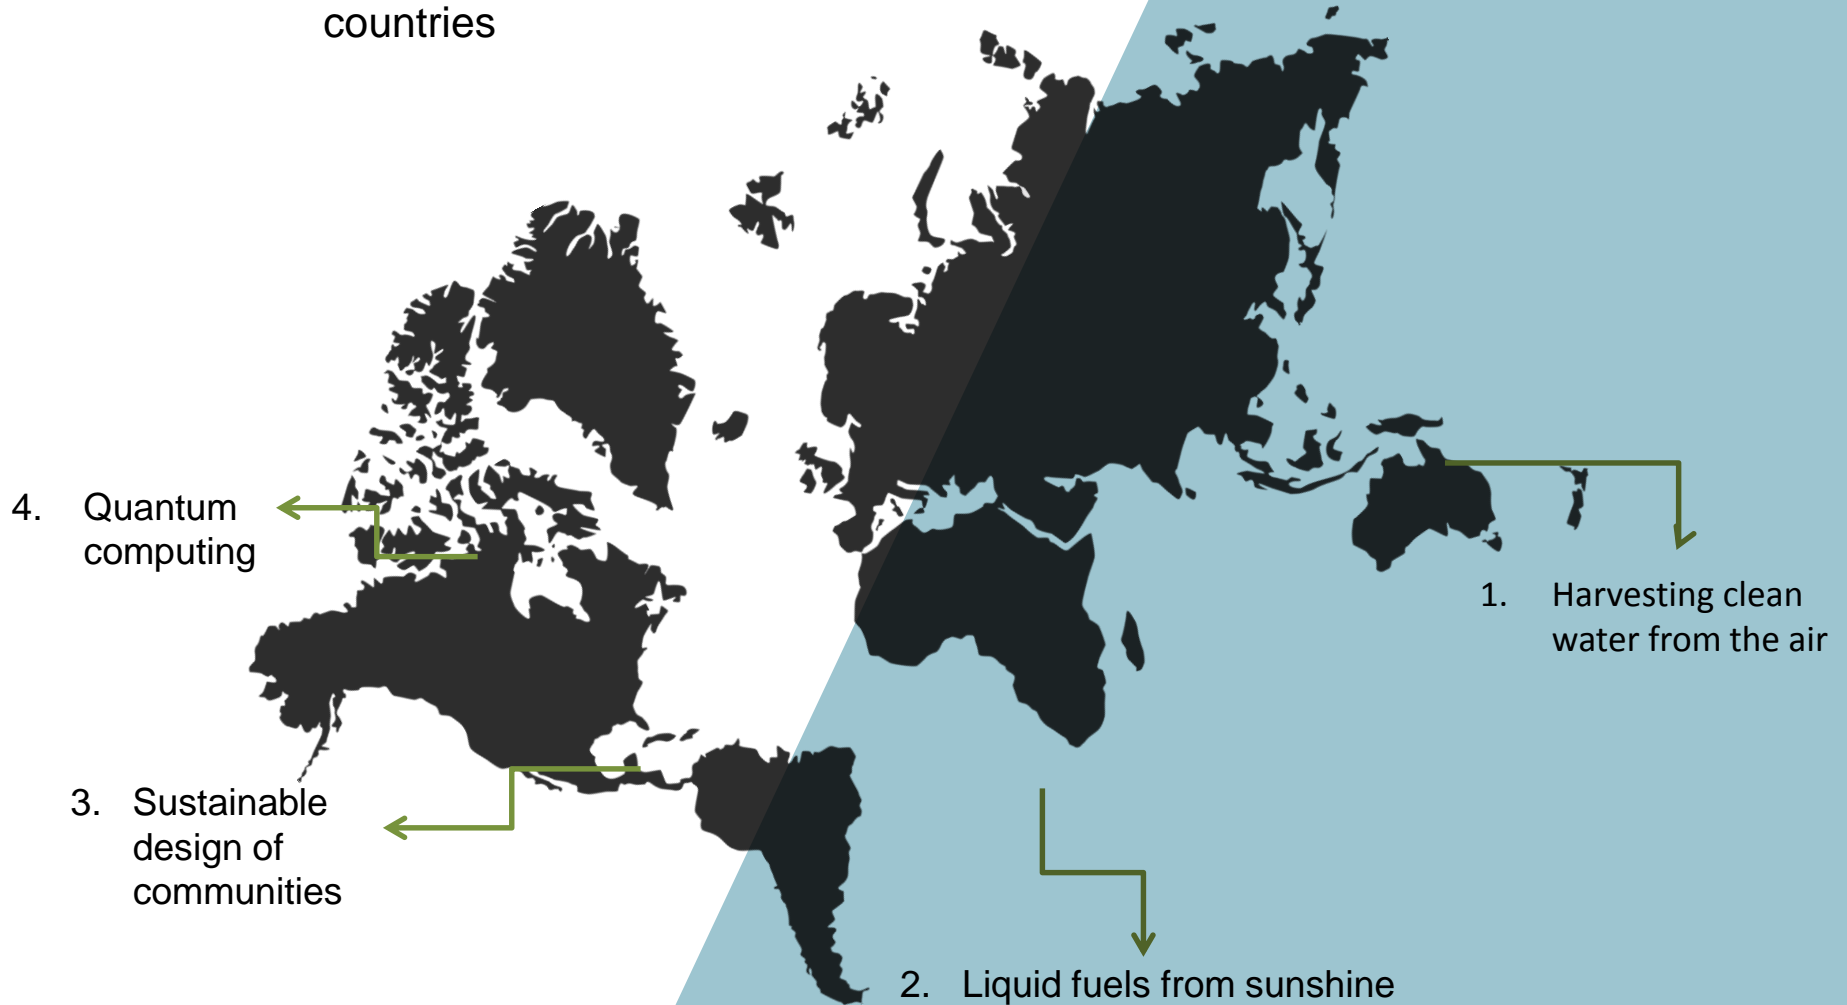 countries
4. Quantum
computing
1. Harvesting clean
water from the air
3. Sustainable
design of
communities
2. Liquid fuels from sunshine